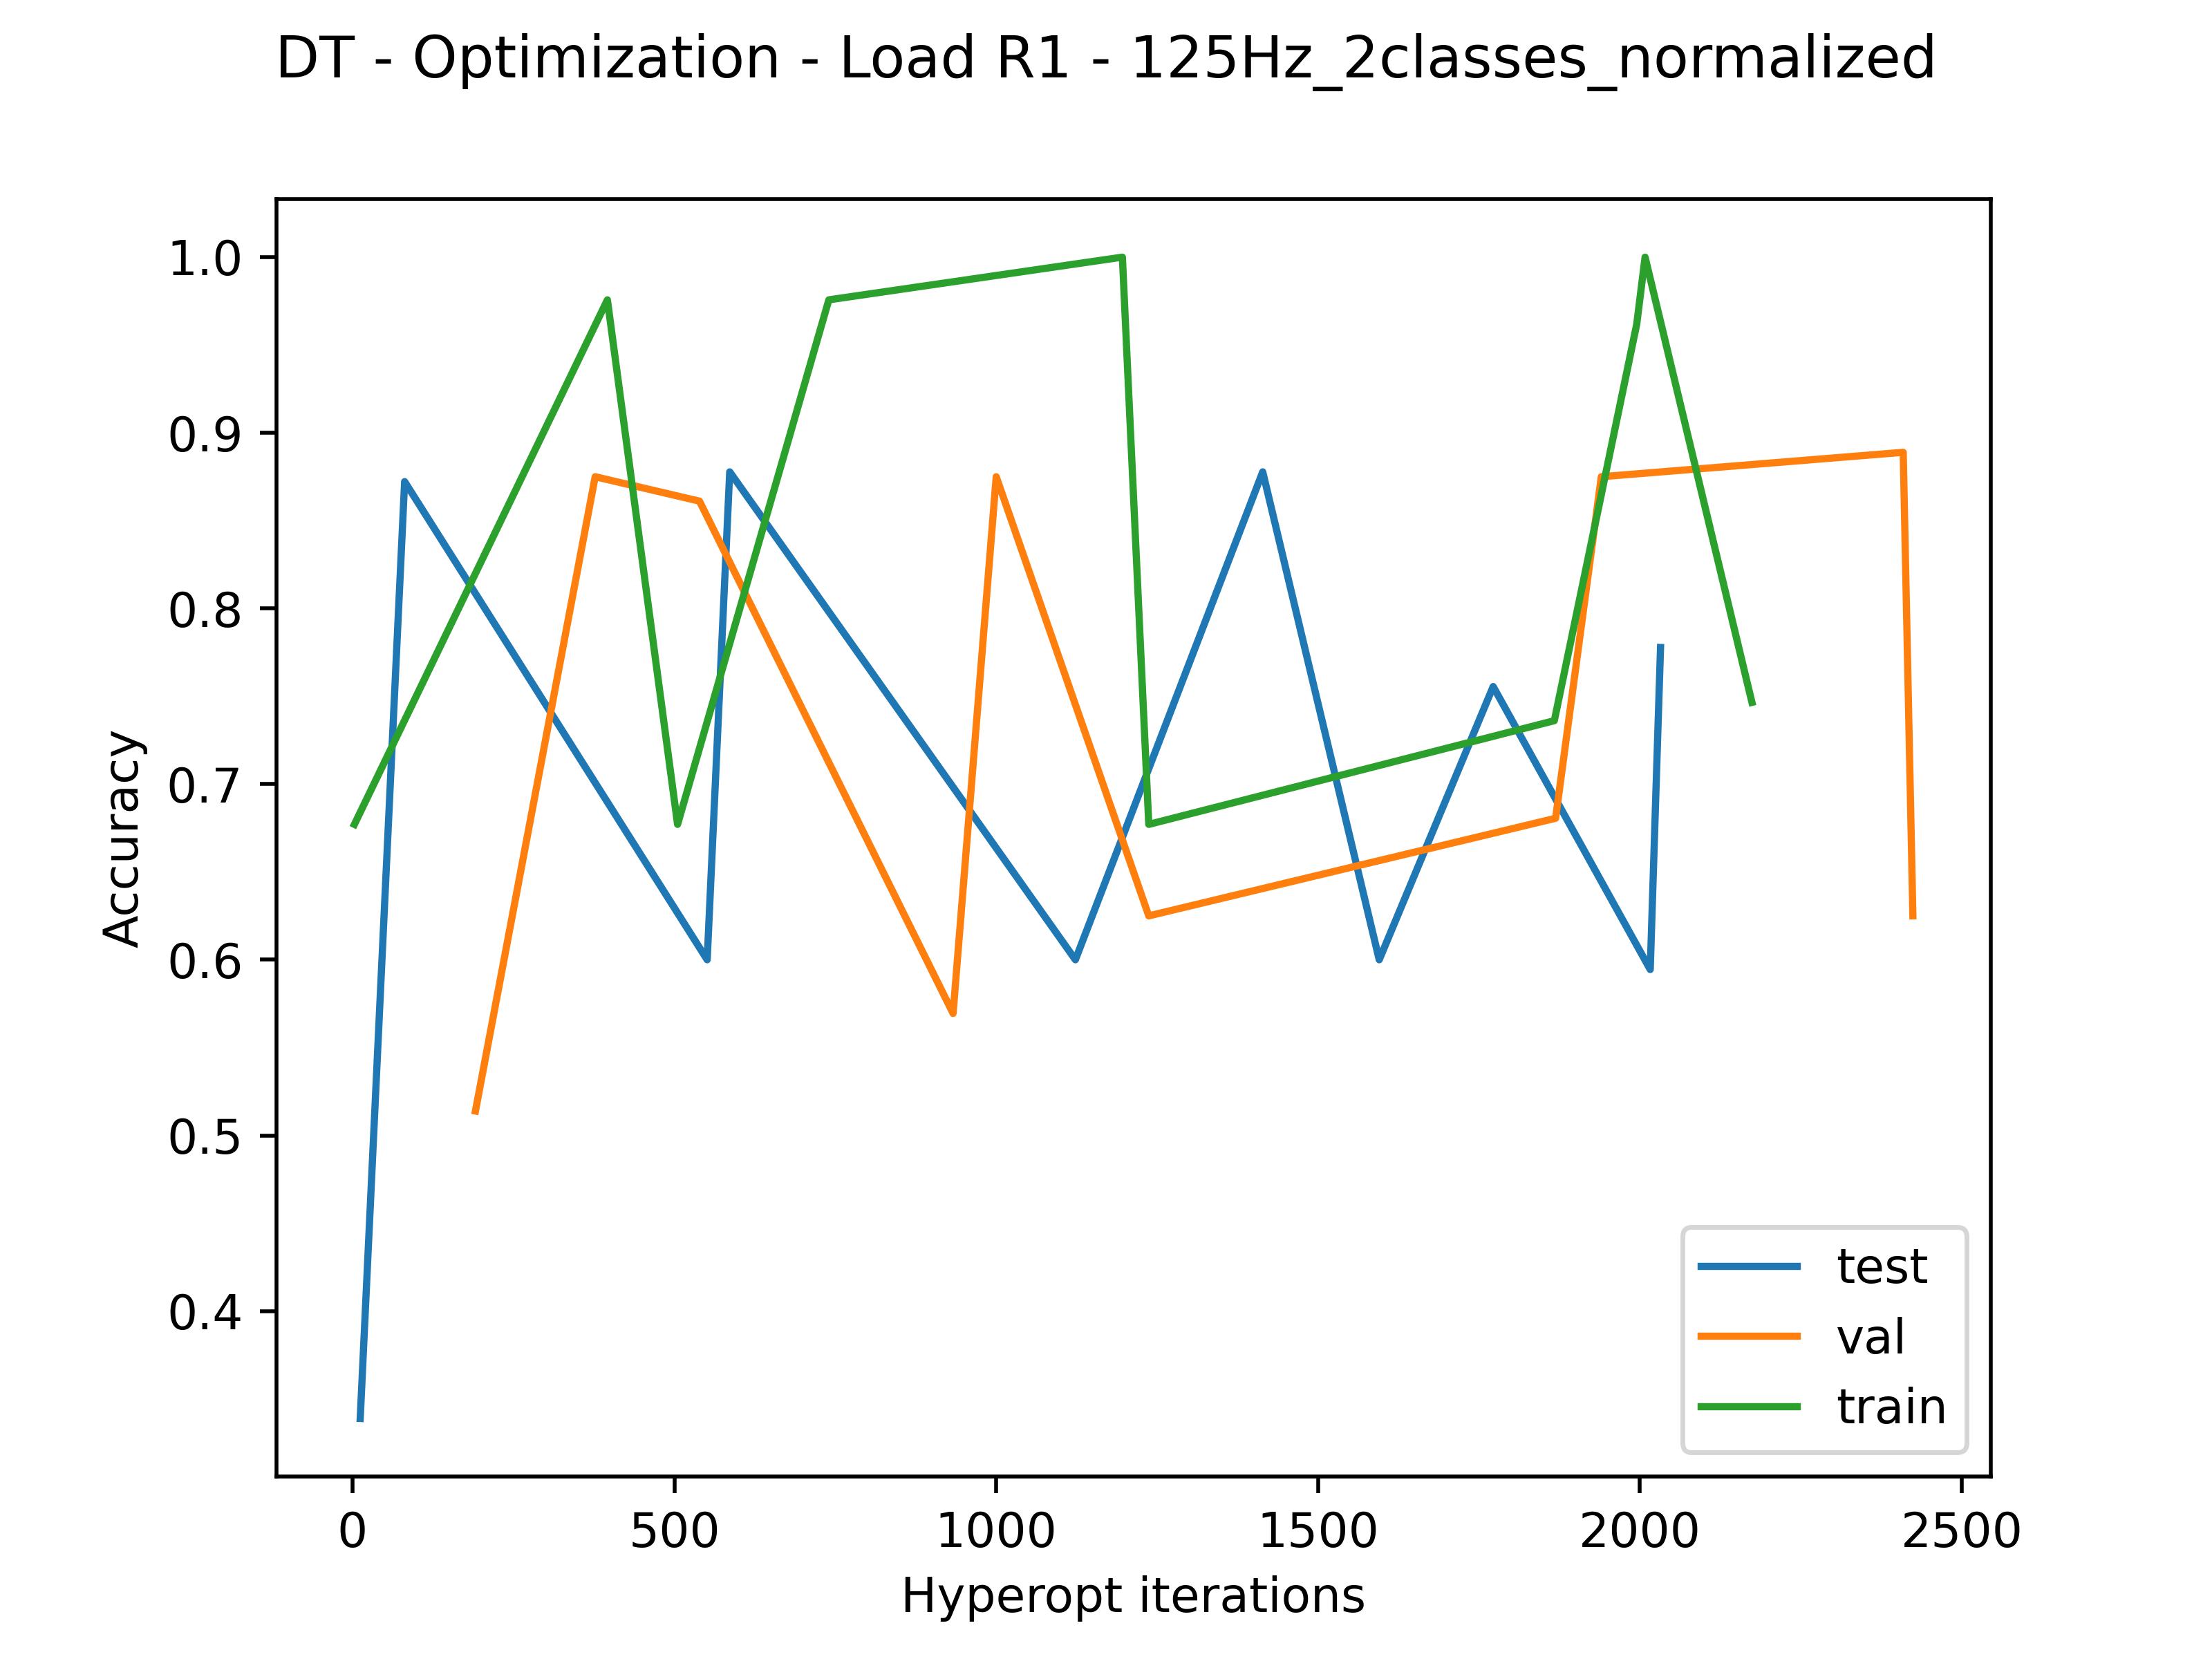 DT - Optimization - Load R1 - 125Hz_2classes_normalized
1.0
0.9
0.8
0.7
0.6
0.5
0.4
Accuracy
test
val
train
0 500 1000 1500 2000 2500
Hyperopt iterations